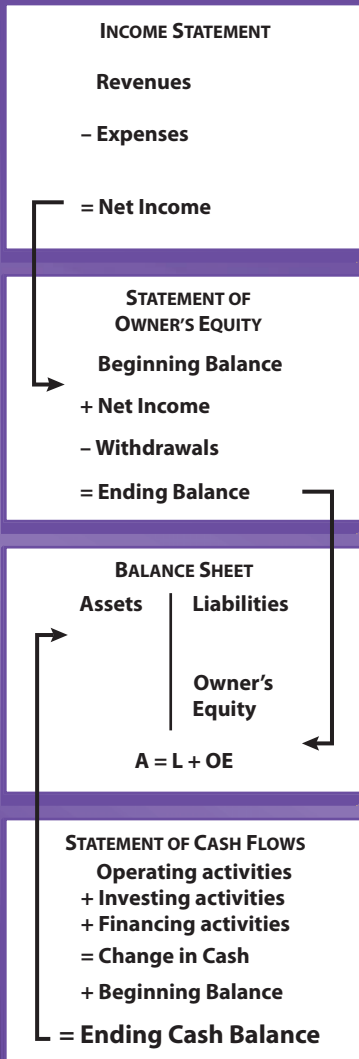 INCOME STATEMENT
Revenues
– Expenses
= Net Income
STATEMENT OF
OWNER'S EQUITY
Beginning Balance
+ Net Income
– Withdrawals
= Ending Balance
BALANCE SHEET
Assets Liabilities
Owner's
Equity
A = L + OE
STATEMENT OF CASH FLOWS
Operating activities
+ Investing activities
+ Financing activities
= Change in Cash
+ Beginning Balance
= Ending Cash Balance